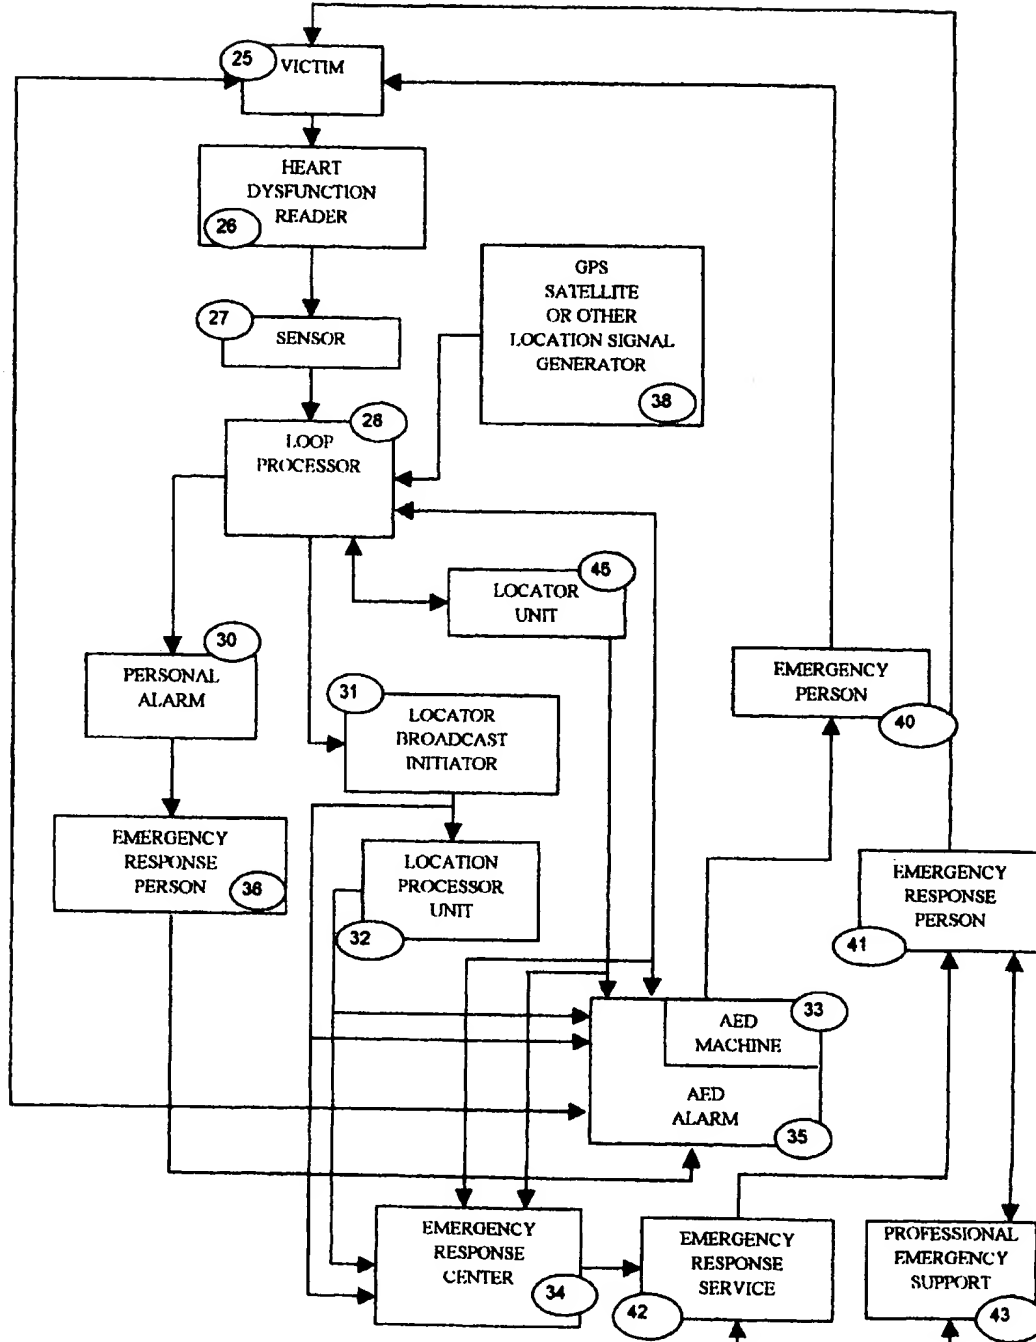 25
VICTIM
HEART
DYSFUNCTION
READER
26
27
SENSOR
GPS
SATELLITE
OR OTHER
LOCATION SIGNAL
GENERATOR
38
28
LOOP
PROCESSOR
45
LOCATOR
UNIT
30
PERSONAL
ALARM
31
LOCATOR
BROADCAST
INITIATOR
EMERGENCY
PERSON
40
EMERGENCY
RESPONSE
PERSON
36
LOCATION
PROCESSOR
UNIT
32
EMERGENCY
RESPONSE
PERSON
41
33
AED
MACHINE
AED
ALARM
35
EMERGENCY
RESPONSE
CENTER
34
EMERGENCY
RESPONSE
SERVICE
42
PROFESSIONAL
EMERGENCY
SUPPORT
43